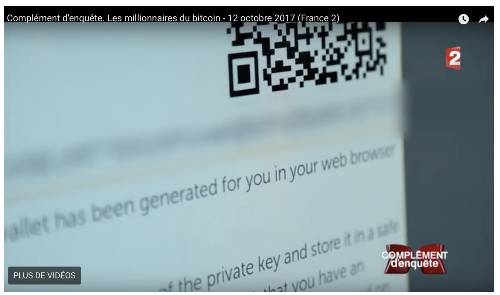 Complément d'enquête. Les millionnaires du bitcoin - 12 octobre 2017 (France 2)
2
wallet has been generated for you in your web browser
of the private key and store it in a safe
that you have an
COMPLÉMENT
d'enquête
PLUS DE VIDÉOS